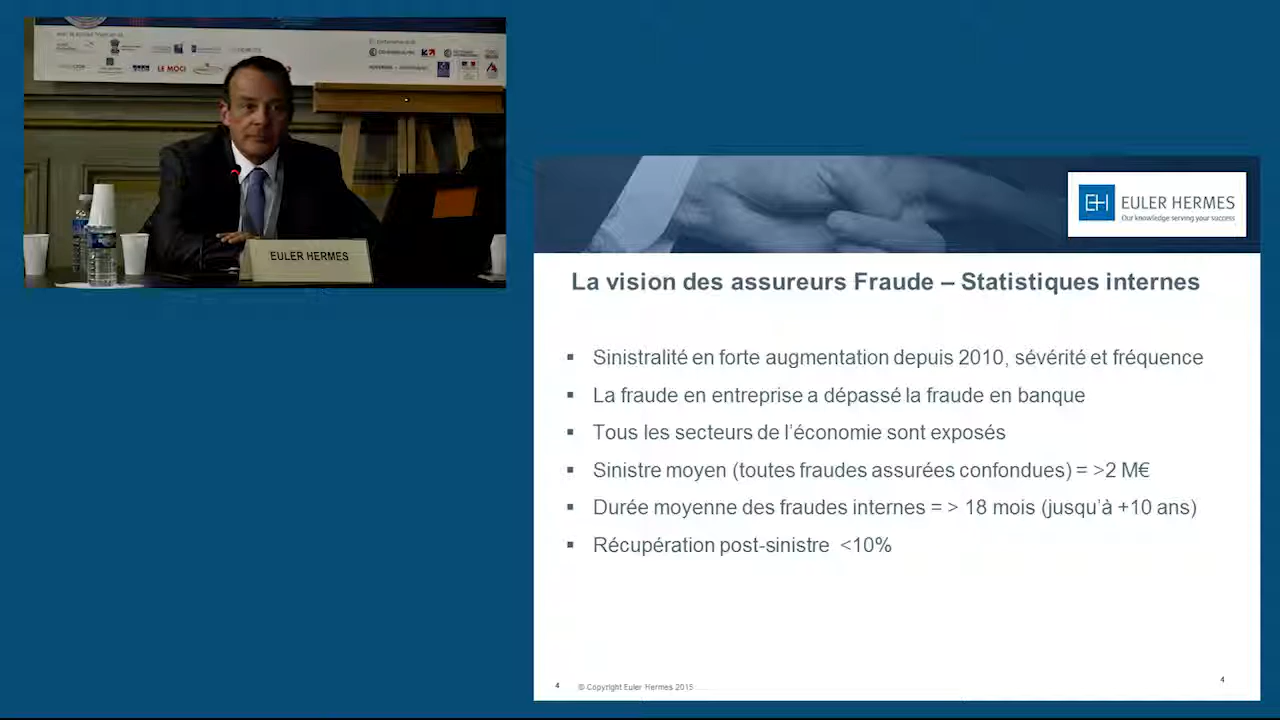 LE MOCI
EULER HERMES
EULER HERMES
Our knowledge serving your success
La vision des assureurs Fraude – Statistiques internes
▪ Sinistralité en forte augmentation depuis 2010, sévérité et fréquence
▪ La fraude en entreprise a dépassé la fraude en banque
▪ Tous les secteurs de l’économie sont exposés
▪ Sinistre moyen (toutes fraudes assurées confondues) = >2 M€
▪ Durée moyenne des fraudes internes = > 18 mois (jusqu’à +10 ans)
▪ Récupération post-sinistre <10%
4 © Copyright Euler Hermes 2015
4